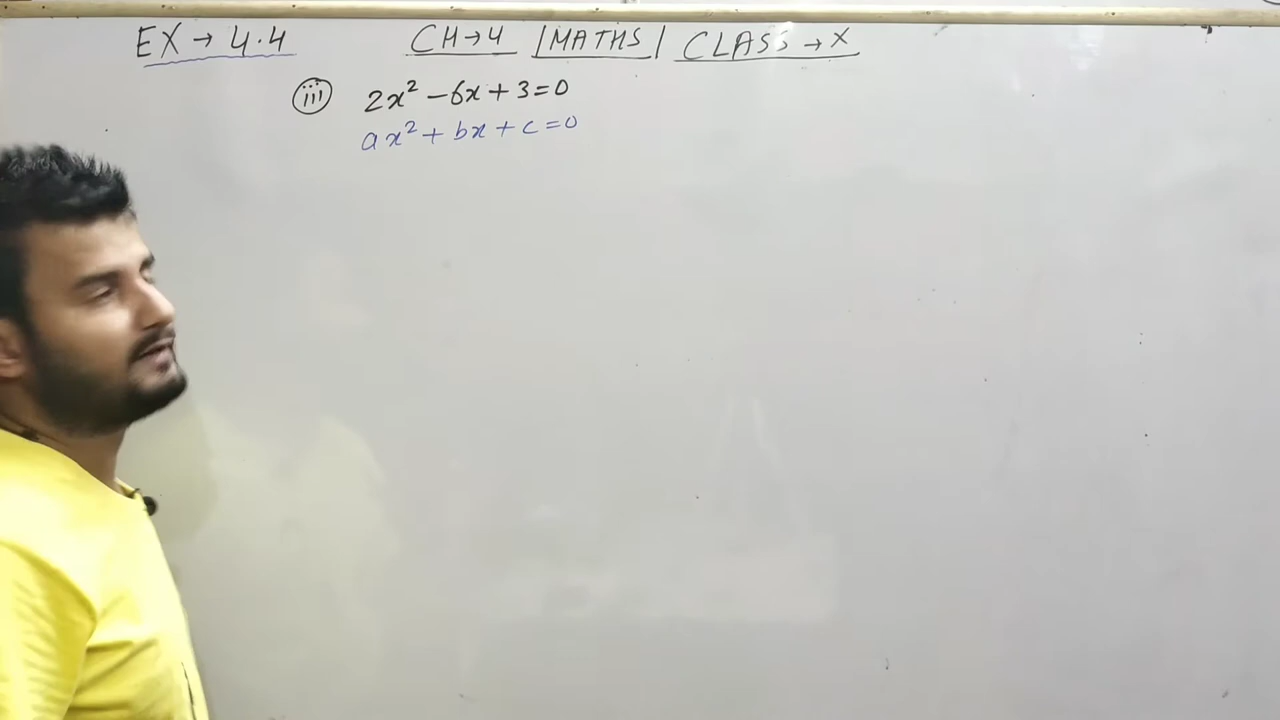 EX → 4.4 CH→4 | MATHS | CLASS → X
(iii) 2x² − 6x + 3 = 0
ax² + bx + c = 0